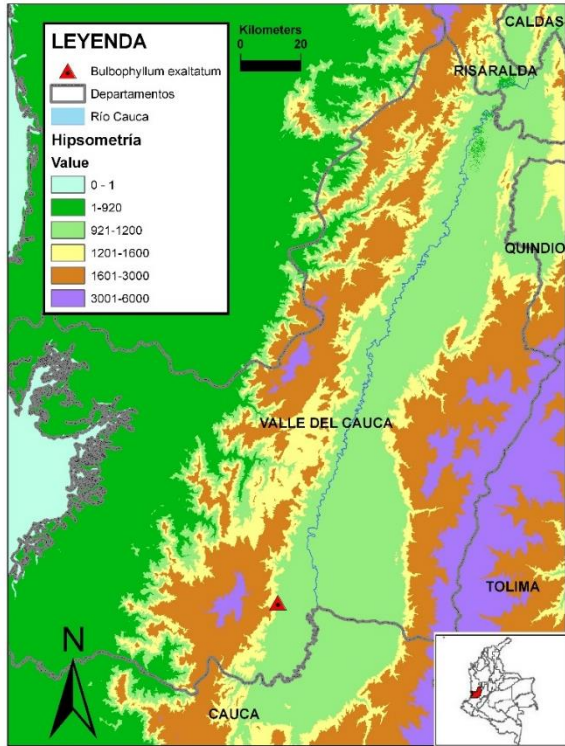 LEYENDA
Bulbophyllum exaltatum
Departamentos
Río Cauca
Hipsometría
Value
0 - 1
1-920
921-1200
1201-1600
1601-3000
3001-6000
Kilometers
0 20
CALDAS
RISARALDA
QUINDIO
VALLE DEL CAUCA
TOLIMA
N
CAUCA